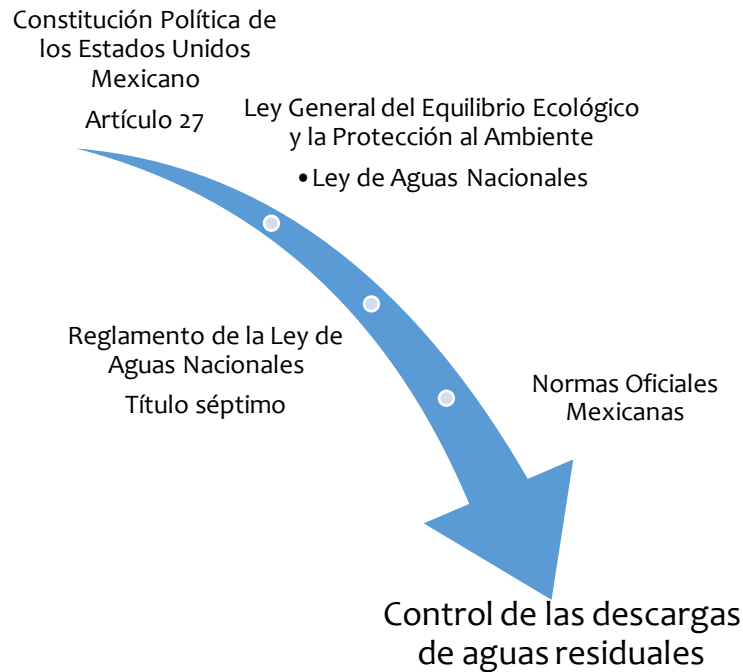 Constitución Política de
los Estados Unidos
Mexicano
Artículo 27
Ley General del Equilibrio Ecológico
y la Protección al Ambiente
•Ley de Aguas Nacionales
Reglamento de la Ley de
Aguas Nacionales
Título séptimo
Normas Oficiales
Mexicanas
Control de las descargas
de aguas residuales